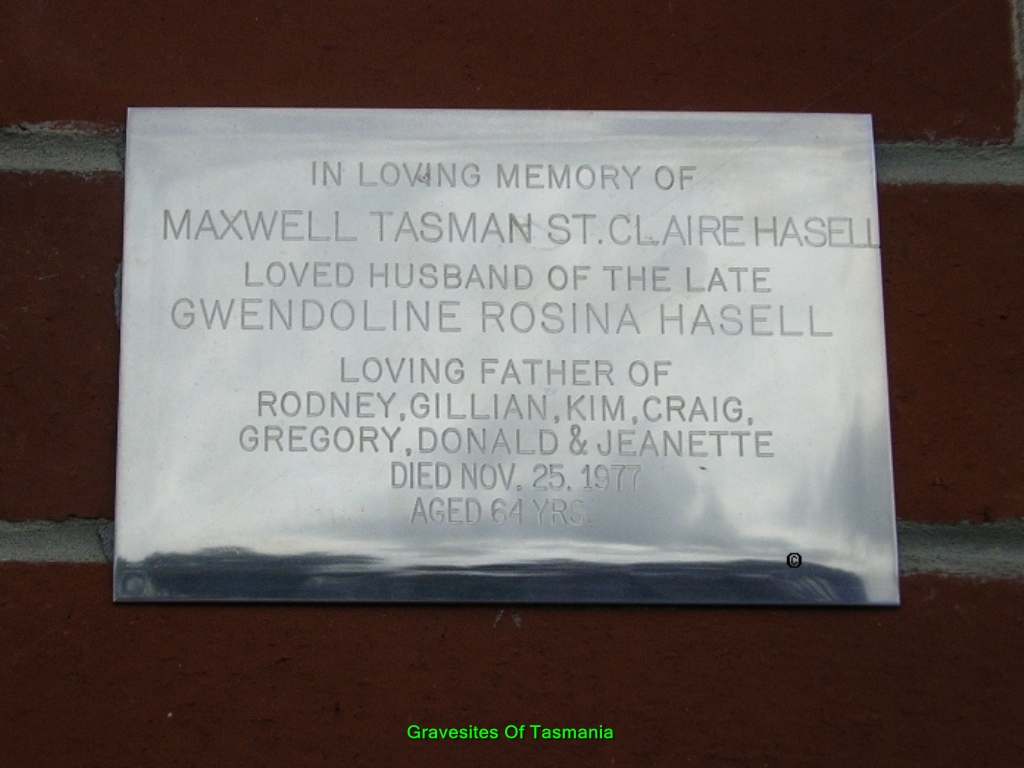 IN LOVING MEMORY OF
MAXWELL TASMAN ST. CLAIRE HASELL
LOVED HUSBAND OF THE LATE
GWENDOLINE ROSINA HASELL
LOVING FATHER OF
RODNEY, GILLIAN, KIM, CRAIG,
GREGORY, DONALD & JEANETTE
DIED NOV. 25. 1977
AGED 64 YRS.
©
Gravesites Of Tasmania